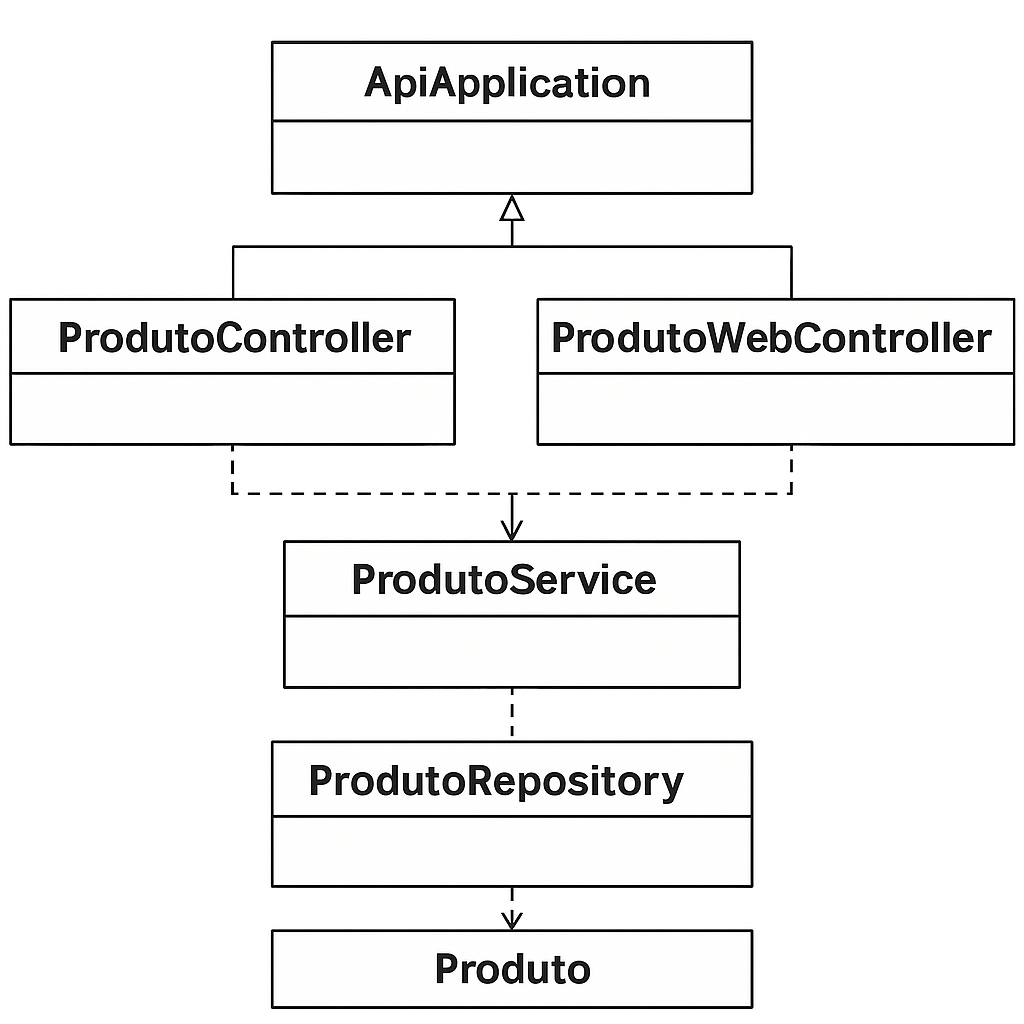 ApiApplication
ProdutoController
ProdutoWebController
ProdutoService
ProdutoRepository
Produto